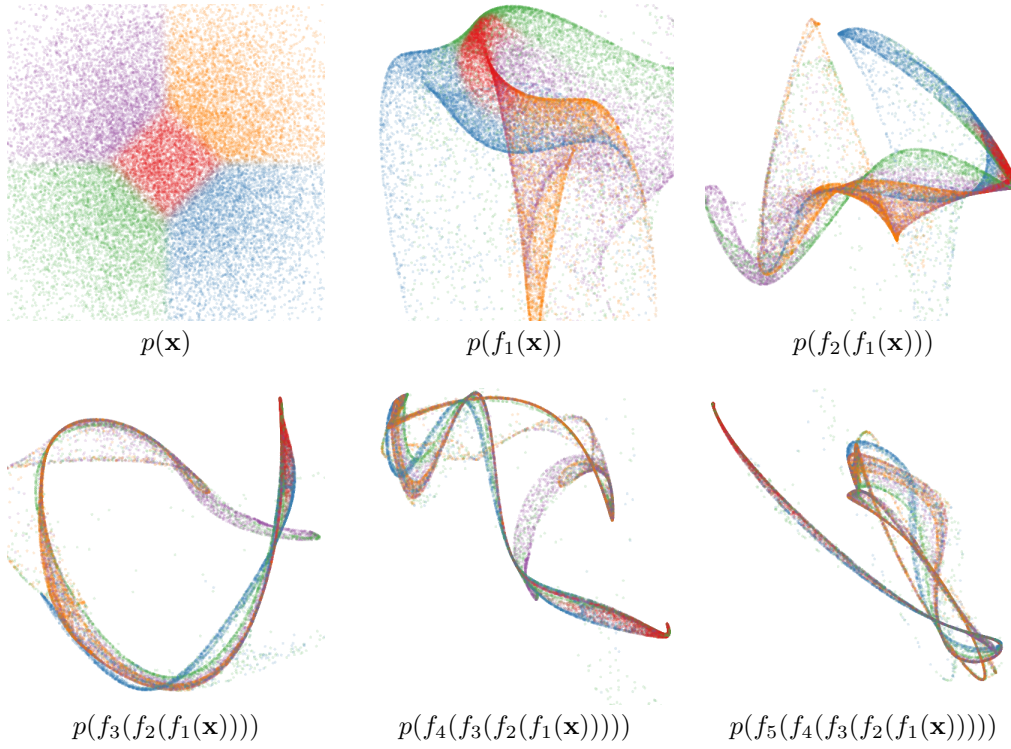 p(𝐱)
p(f₁(𝐱))
p(f₂(f₁(𝐱)))
p(f₃(f₂(f₁(𝐱))))
p(f₄(f₃(f₂(f₁(𝐱)))))
p(f₅(f₄(f₃(f₂(f₁(𝐱)))))